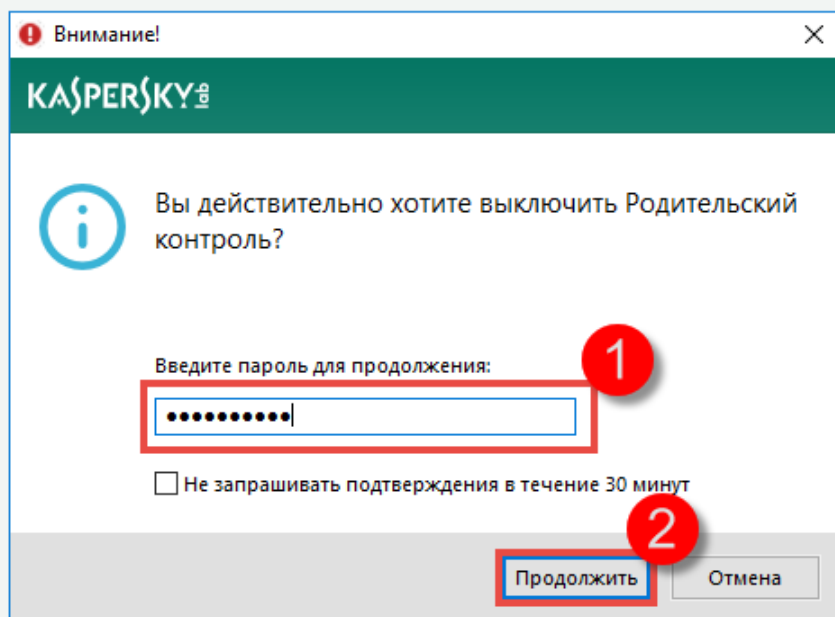 Внимание!
KASPERSKY lab
Вы действительно хотите выключить Родительский
контроль?
Введите пароль для продолжения:
1
••••••••••
Не запрашивать подтверждения в течение 30 минут
2
Продолжить
Отмена